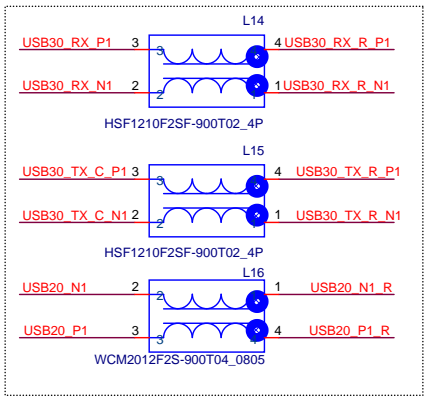 L14
USB30_RX_P1 3 3 4 USB30_RX_R_P1
USB30_RX_N1 2 2 1 USB30_RX_R_N1
HSF1210F2SF-900T02_4P
L15
USB30_TX_C_P1 3 3 4 USB30_TX_R_P1
USB30_TX_C_N1 2 2 1 USB30_TX_R_N1
HSF1210F2SF-900T02_4P
L16
USB20_N1 2 2 1 USB20_N1_R
USB20_P1 3 3 4 USB20_P1_R
WCM2012F2S-900T04_0805